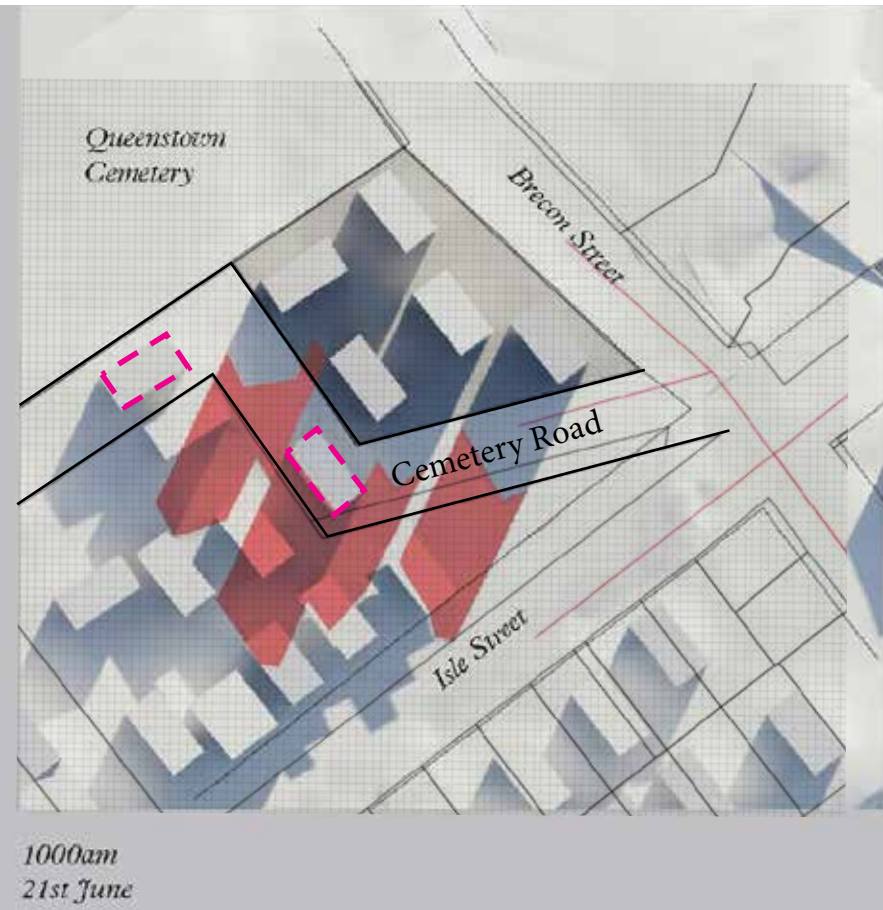 Queenstown
Cemetery
Brecon Street
Cemetery Road
Isle Street
1000am
21st June